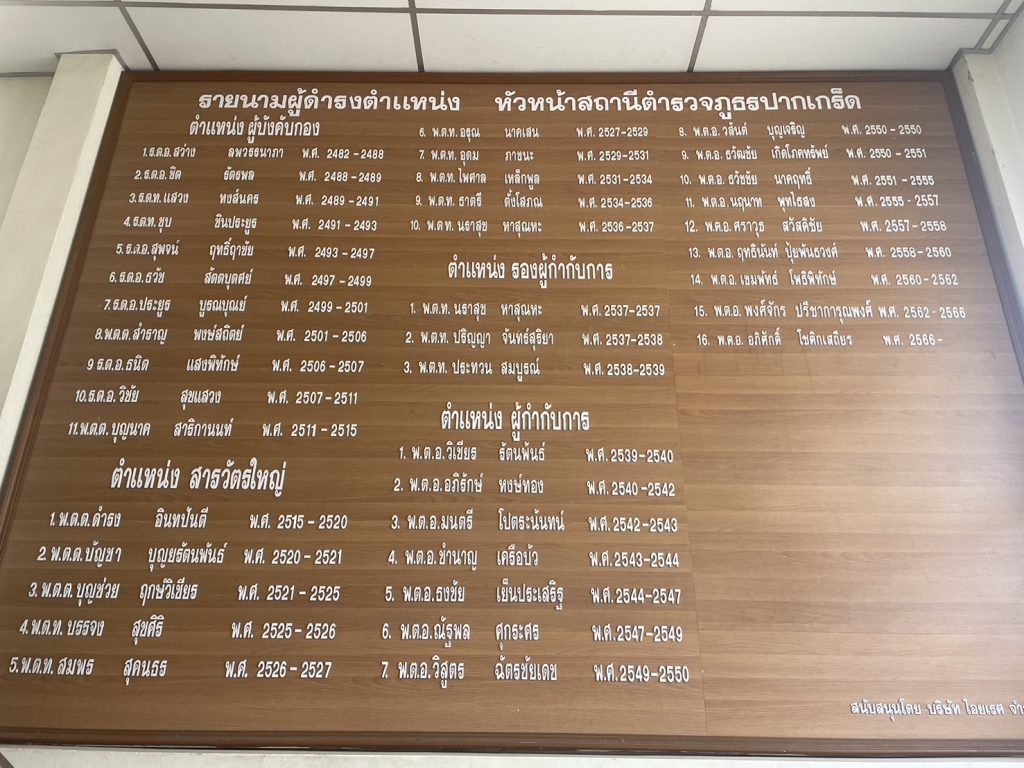 รายนามผู้ดำรงตำแหน่ง หัวหน้าสถานีตำรวจภูธรปากเกร็ด
ตำแหน่ง ผู้บังคับกอง
1.ร.ต.อ.สว่าง ลพวรรนาภา พ.ศ. 2482-2488
2.ร.ต.อ.ชิต รัตรพล พ.ศ. 2488-2489
3.ร.ต.ท.แสวง หงส์นคร พ.ศ. 2489-2491
4.ร.ต.ท.ชุบ ชินประยูร พ.ศ. 2491-2493
5.ร.ต.อ.สุพจน์ ฤทธิ์ฤาชัย พ.ศ. 2493-2497
6.ร.ต.อ.ธวัช สัตตบุตศย์ พ.ศ. 2497-2499
7.ร.ต.อ.ประยูร บูรณบุณย์ พ.ศ. 2499-2501
8.พ.ต.ต.สำราญ พงษ์สถิตย์ พ.ศ. 2501-2506
9 ร.ต.อ.ธนิต แสงพิทักษ์ พ.ศ. 2506-2507
10.ร.ต.อ.วิชัย สุขแสวง พ.ศ. 2507-2511
11.พ.ต.ต.บุญนาค สาริกานนท์ พ.ศ. 2511-2515
ตำแหน่ง สารวัตรใหญ่
1.พ.ต.ต.ดำรง อินทปันตี พ.ศ. 2515-2520
2.พ.ต.ต.บัญชา บุญยรัตนพันธ์ พ.ศ. 2520-2521
3.พ.ต.ต.บุญช่วย ฤกษ์วิเชียร พ.ศ. 2521-2525
4.พ.ต.ท.บรรจง สุขศิริ พ.ศ. 2525-2526
5.พ.ต.ท.สมพร สุคนธร พ.ศ. 2526-2527
6. พ.ต.ท.อรุณ นาคเสน พ.ศ. 2527-2529
7. พ.ต.ท.อุดม ภาชนะ พ.ศ. 2529-2531
8. พ.ต.ท.ไพศาล เหล็กพูล พ.ศ. 2531-2534
9. พ.ต.ท.ธาตรี ตั้งโสภณ พ.ศ. 2534-2536
10. พ.ต.ท.นราสุข หาสุณหะ พ.ศ. 2536-2537
ตำแหน่ง รองผู้กำกับการ
1. พ.ต.ท.นราสุข หาสุณหะ พ.ศ.2537-2537
2. พ.ต.ท.ปริญญา จันทร์สุริยา พ.ศ.2537-2538
3. พ.ต.ท.ประทวน สมบูรณ์ พ.ศ.2538-2539
ตำแหน่ง ผู้กำกับการ
1. พ.ต.อ.วิเชียร รัตนพันธ์ พ.ศ.2539-2540
2. พ.ต.อ.อภิรักษ์ หงษ์ทอง พ.ศ.2540-2542
3. พ.ต.อ.มนตรี โปตระนันทน์ พ.ศ.2542-2543
4. พ.ต.อ.ชำนาญ เครือบัว พ.ศ.2543-2544
5. พ.ต.อ.ธงชัย เย็นประเสริฐ พ.ศ.2544-2547
6. พ.ต.อ.ณัฐพล ศุกระศร พ.ศ.2547-2549
7. พ.ต.อ.วิสูตร ฉัตรชัยเดช พ.ศ.2549-2550
8. พ.ต.อ.วสันต์ บุญเจริญ พ.ศ. 2550-2550
9. พ.ต.อ.ธวัฒชัย เกิดโภคทรัพย์ พ.ศ. 2550-2551
10. พ.ต.อ.ธวัชชัย นาคฤทธิ์ พ.ศ. 2551-2555
11. พ.ต.อ.นฤนาท พุทไธสง พ.ศ. 2555-2557
12. พ.ต.อ.ศราวุธ สวัสดิชัย พ.ศ. 2557-2558
13. พ.ต.อ.ฤทธินันท์ ปุ้ยพันธวงศ์ พ.ศ. 2558-2560
14. พ.ต.อ.เขมพัทธ์ โพธิพิทักษ์ พ.ศ. 2560-2562
15. พ.ต.อ.พงศ์จักร ปรีชาการุณพงศ์ พ.ศ. 2562-2566
16. พ.ต.อ.อภิศักดิ์ โชติกเสถียร พ.ศ. 2566-
สนับสนุนโดย บริษัท ไอยเรศ